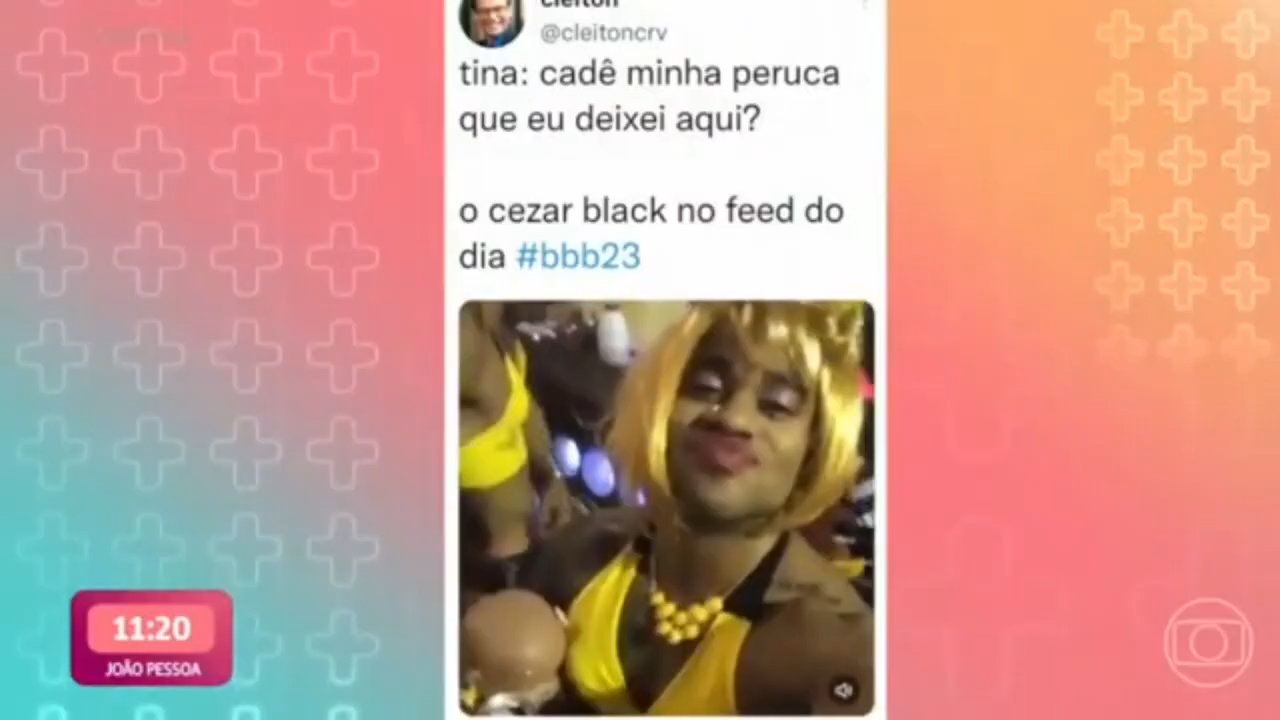 cleiton
@cleitoncrv
tina: cadê minha peruca
que eu deixei aqui?
o cezar black no feed do
dia #bbb23
11:20
JOÃO PESSOA